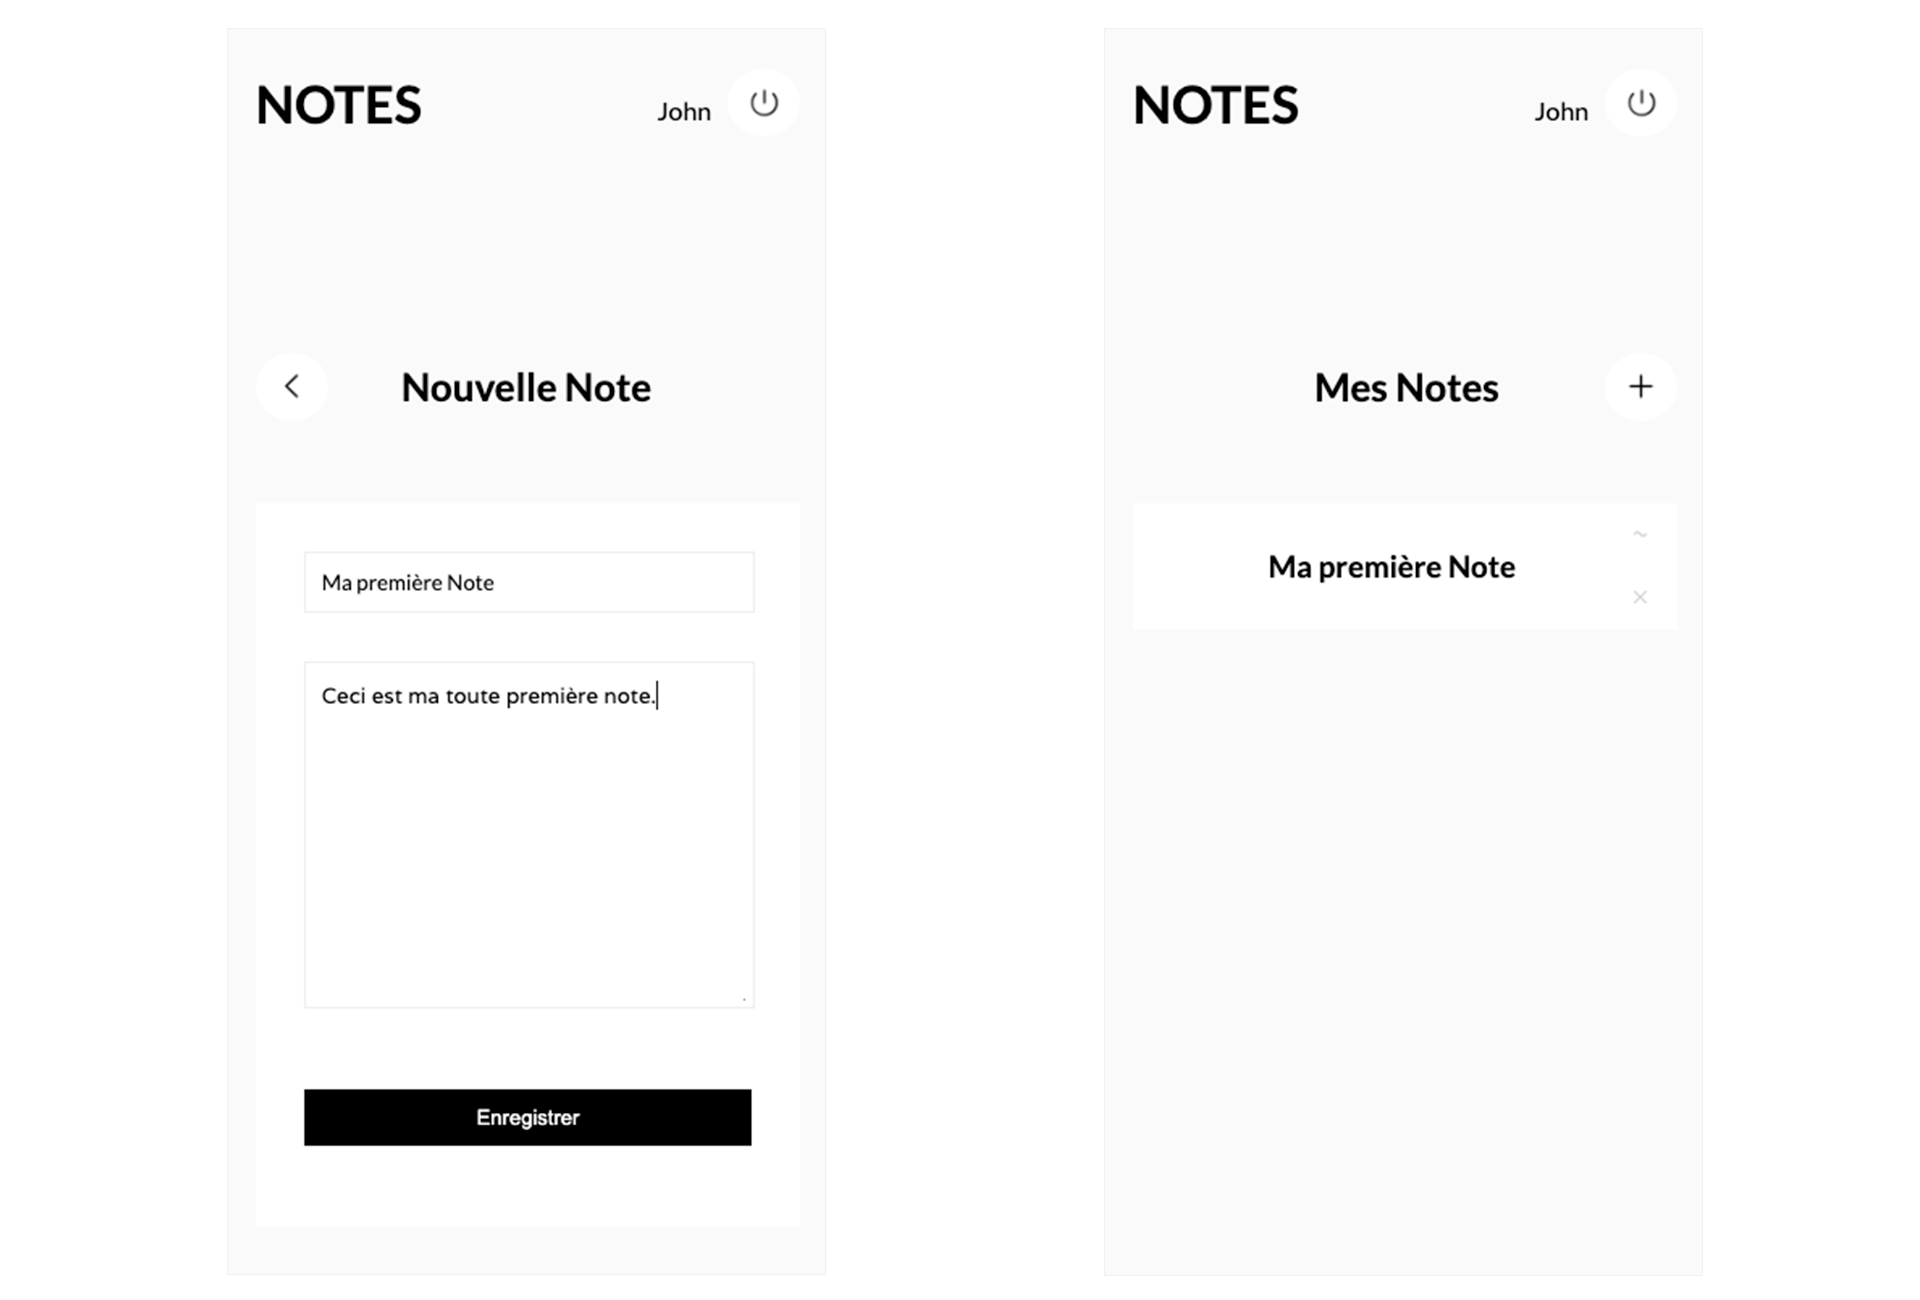 NOTES
John
Nouvelle Note
Ma première Note
Ceci est ma toute première note.
Enregistrer
NOTES
John
Mes Notes
Ma première Note